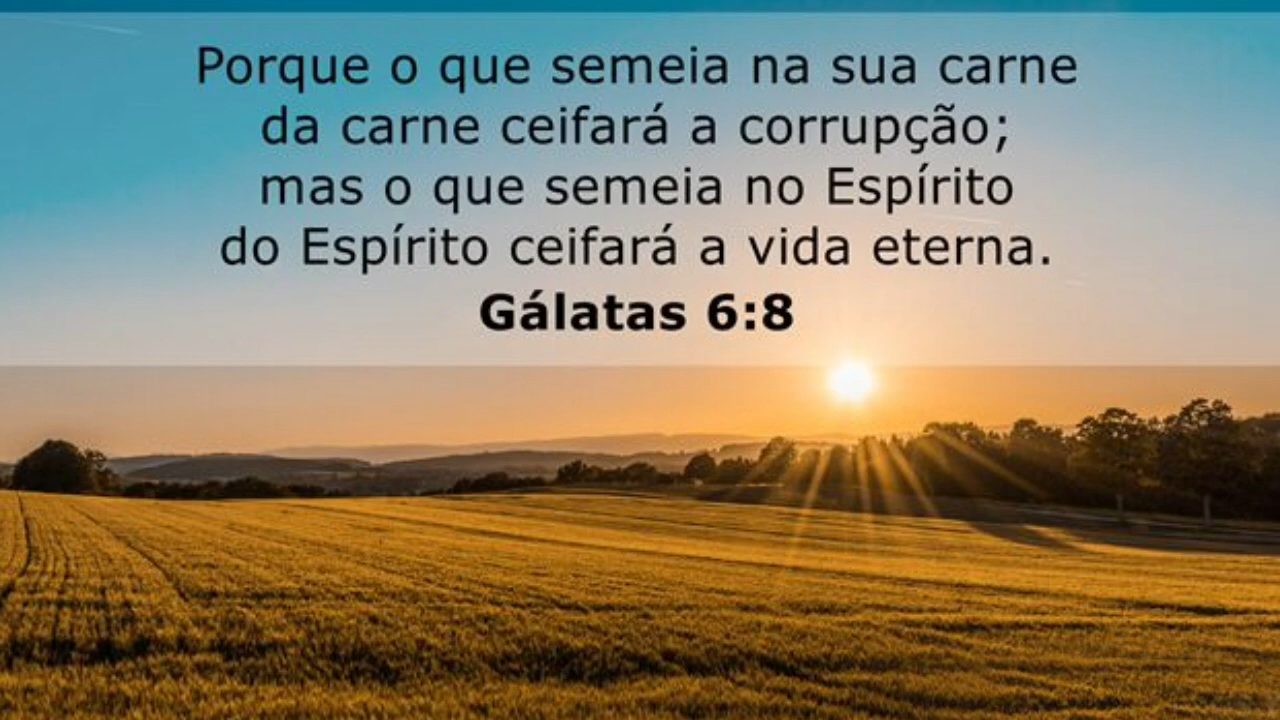 Porque o que semeia na sua carne
da carne ceifará a corrupção;
mas o que semeia no Espírito
do Espírito ceifará a vida eterna.
Gálatas 6:8